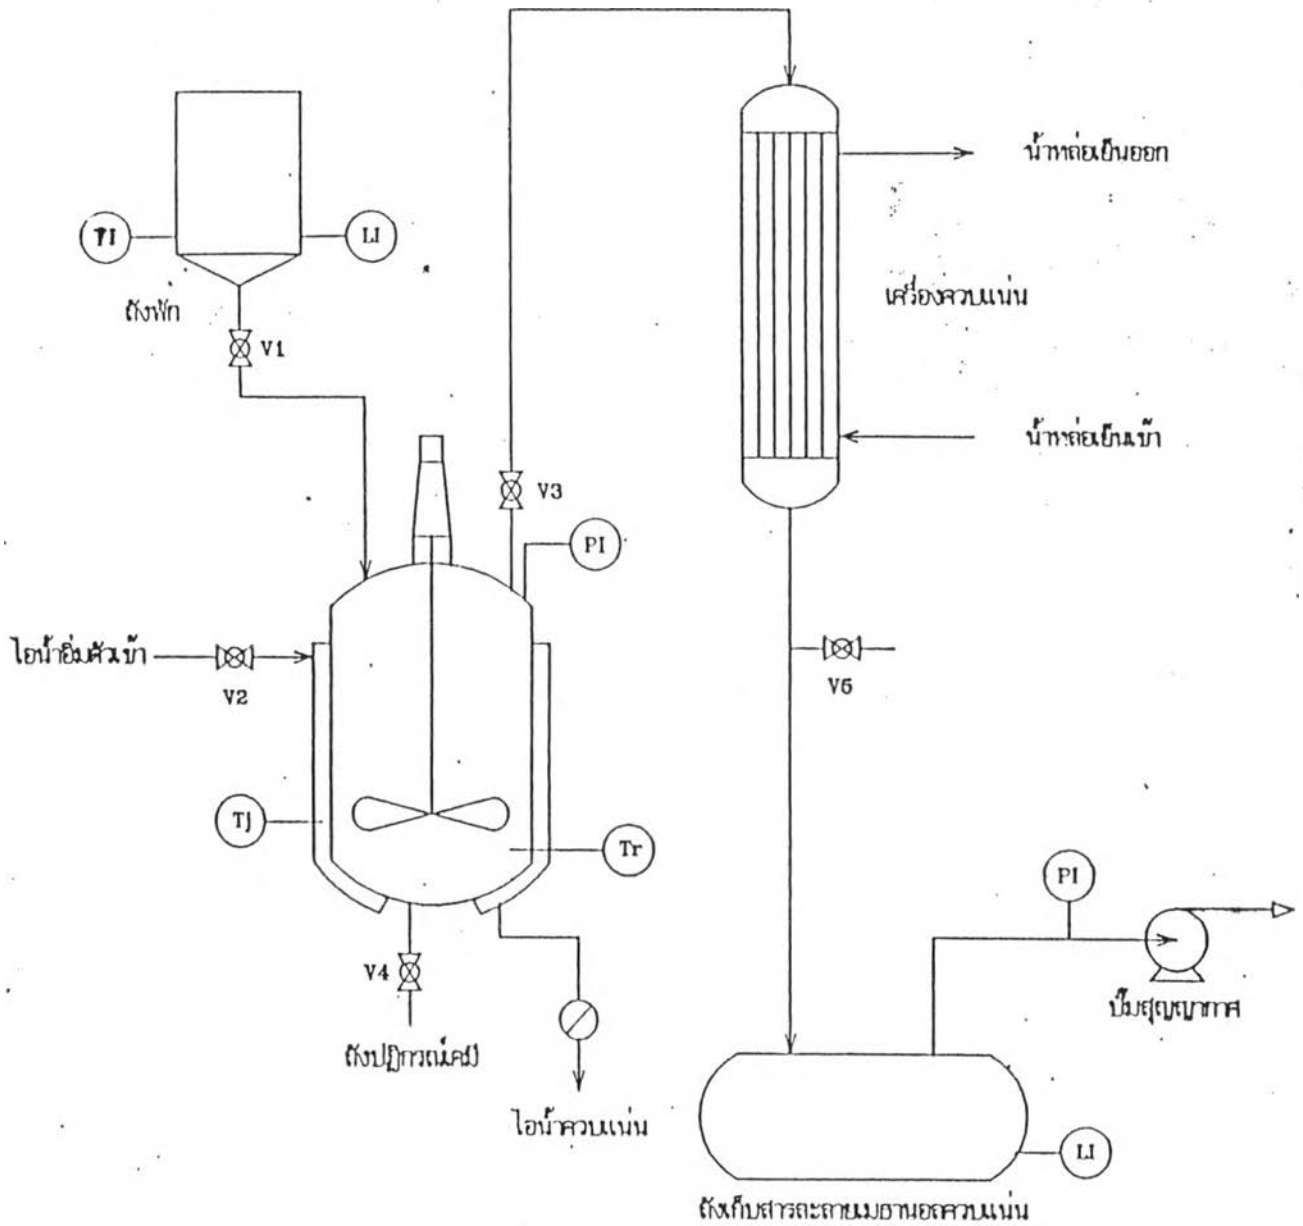 น้ำหล่อเย็นออก
TI
LI
เครื่องควบแน่น
ถังพัก
V1
น้ำหล่อเย็นเข้า
V3
PI
ไอน้ำอิ่มตัวเข้า
V2
V5
Tj
Tr
PI
V4
ปั๊มสุญญากาศ
ถังปฏิกรณ์เคมี
ไอน้ำควบแน่น
LI
ถังเก็บสารละลายเมธานอลควบแน่น